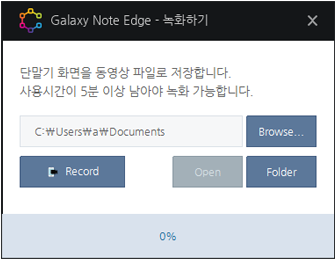 Galaxy Note Edge - 녹화하기
단말기 화면을 동영상 파일로 저장합니다.
사용시간이 5분 이상 남아야 녹화 가능합니다.
C:₩Users₩a₩Documents
Browse...
Record
Open
Folder
0%